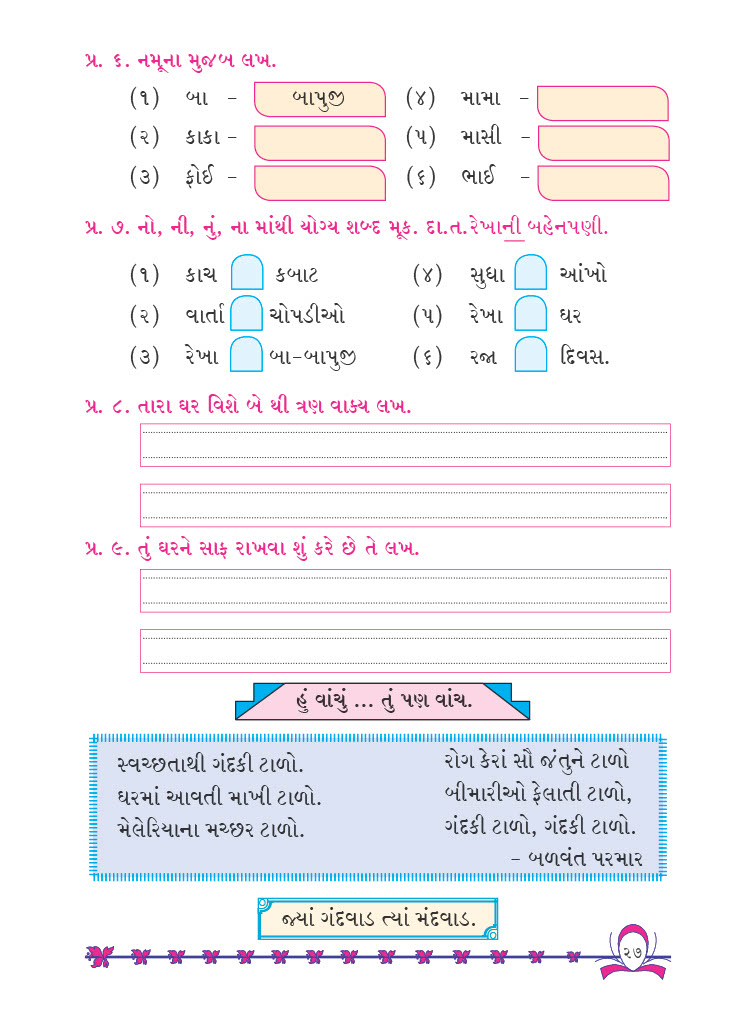 પ્ર. ૬. નમૂના મુજબ લખ.
(૧) બા – બાપુજી (૪) મામા –
(૨) કાકા – (૫) માસી –
(૩) ફોઈ – (૬) ભાઈ –
પ્ર. ૭. નો, ની, નું, ના માંથી યોગ્ય શબ્દ મૂક. દા.ત.રેખાની બહેનપણી.
(૧) કાચ કબાટ (૪) સુધા આંખો
(૨) વાર્તા ચોપડીઓ (૫) રેખા ઘર
(૩) રેખા બા-બાપુજી (૬) રજા દિવસ.
પ્ર. ૮. તારા ઘર વિશે બે થી ત્રણ વાક્ય લખ.
પ્ર. ૯. તું ઘરને સાફ રાખવા શું કરે છે તે લખ.
હું વાંચું ... તું પણ વાંચ.
સ્વચ્છતાથી ગંદકી ટાળો.
ઘરમાં આવતી માખી ટાળો.
મેલેરિયાના મચ્છર ટાળો.
રોગ કેરાં સૌ જંતુને ટાળો
બીમારીઓ ફેલાતી ટાળો,
ગંદકી ટાળો, ગંદકી ટાળો.
– બળવંત પરમાર
જ્યાં ગંદવાડ ત્યાં મંદવાડ.
૨૭